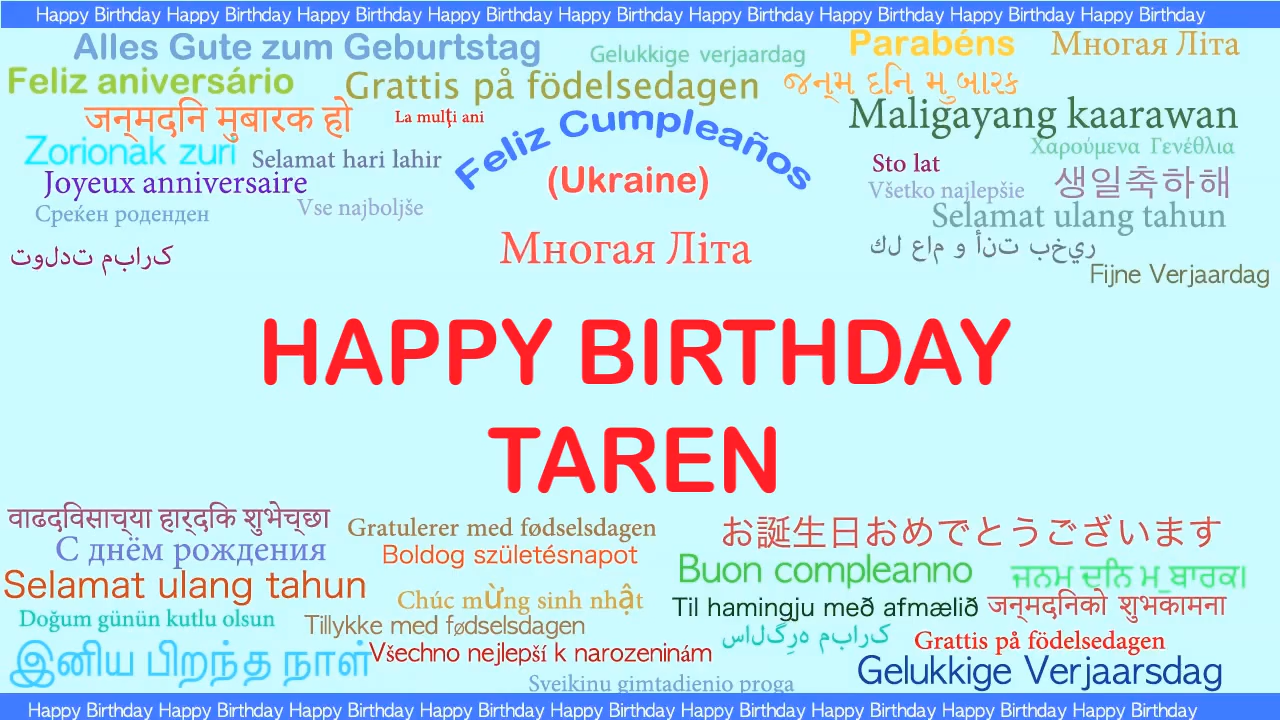 Happy Birthday Happy Birthday Happy Birthday Happy Birthday Happy Birthday Happy Birthday Happy Birthday Happy Birthday Happy Birthday
Alles Gute zum Geburtstag
Gelukkige verjaardag
Parabéns
Многая Літа
Feliz aniversário
Grattis på födelsedagen
જન્મ દનિ મુબારક
जन्मदनि मुबारक हो
La mulţi ani
Feliz Cumpleaños
Maligayang kaarawan
Zorionak zuri
Selamat hari lahir
Χαρούμενα Γενέθλια
Sto lat
(Ukraine)
Joyeux anniversaire
Všetko najlepšie
생일축하해
Среќен роденден
Vse najboljše
Selamat ulang tahun
Многая Літа
تولدت مبارک
كل عام و أنت بخير
Fijne Verjaardag
HAPPY BIRTHDAY
TAREN
वाढदविसाच्या हार्दकि शुभेच्छा
Gratulerer med fødselsdagen
お誕生日おめでとうございます
С днём рождения
Boldog születésnapot
Buon compleanno
ਜਨਮ ਦਨਿ ਮੁਬਾਰਕ।
Selamat ulang tahun
Chúc mừng sinh nhật
Til hamingju með afmælið
जन्मदनिको शुभकामना
Doğum günün kutlu olsun
Tillykke med fødselsdagen
سالگرہ مبارک
Grattis på födelsedagen
இனிய பிறந்த நாள்
Všechno nejlepší k narozeninám
Gelukkige Verjaarsdag
Sveikinu gimtadienio proga
Happy Birthday Happy Birthday Happy Birthday Happy Birthday Happy Birthday Happy Birthday Happy Birthday Happy Birthday Happy Birthday